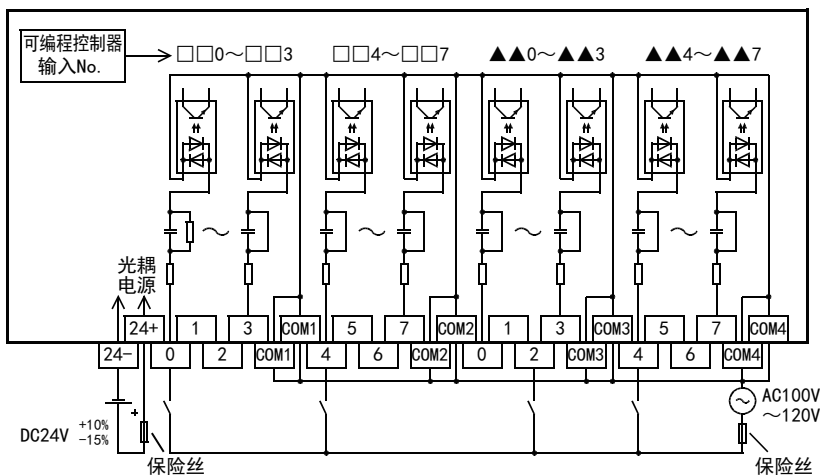 可编程控制器
输入No.
□□0～□□3 □□4～□□7 ▲▲0～▲▲3 ▲▲4～▲▲7
光耦
电源
24+ 1 3 COM1 5 7 COM2 1 3 COM3 5 7 COM4
24- 0 2 COM1 4 6 COM2 0 2 COM3 4 6 COM4
DC24V +10%
-15%
保险丝
AC100V
～120V
保险丝